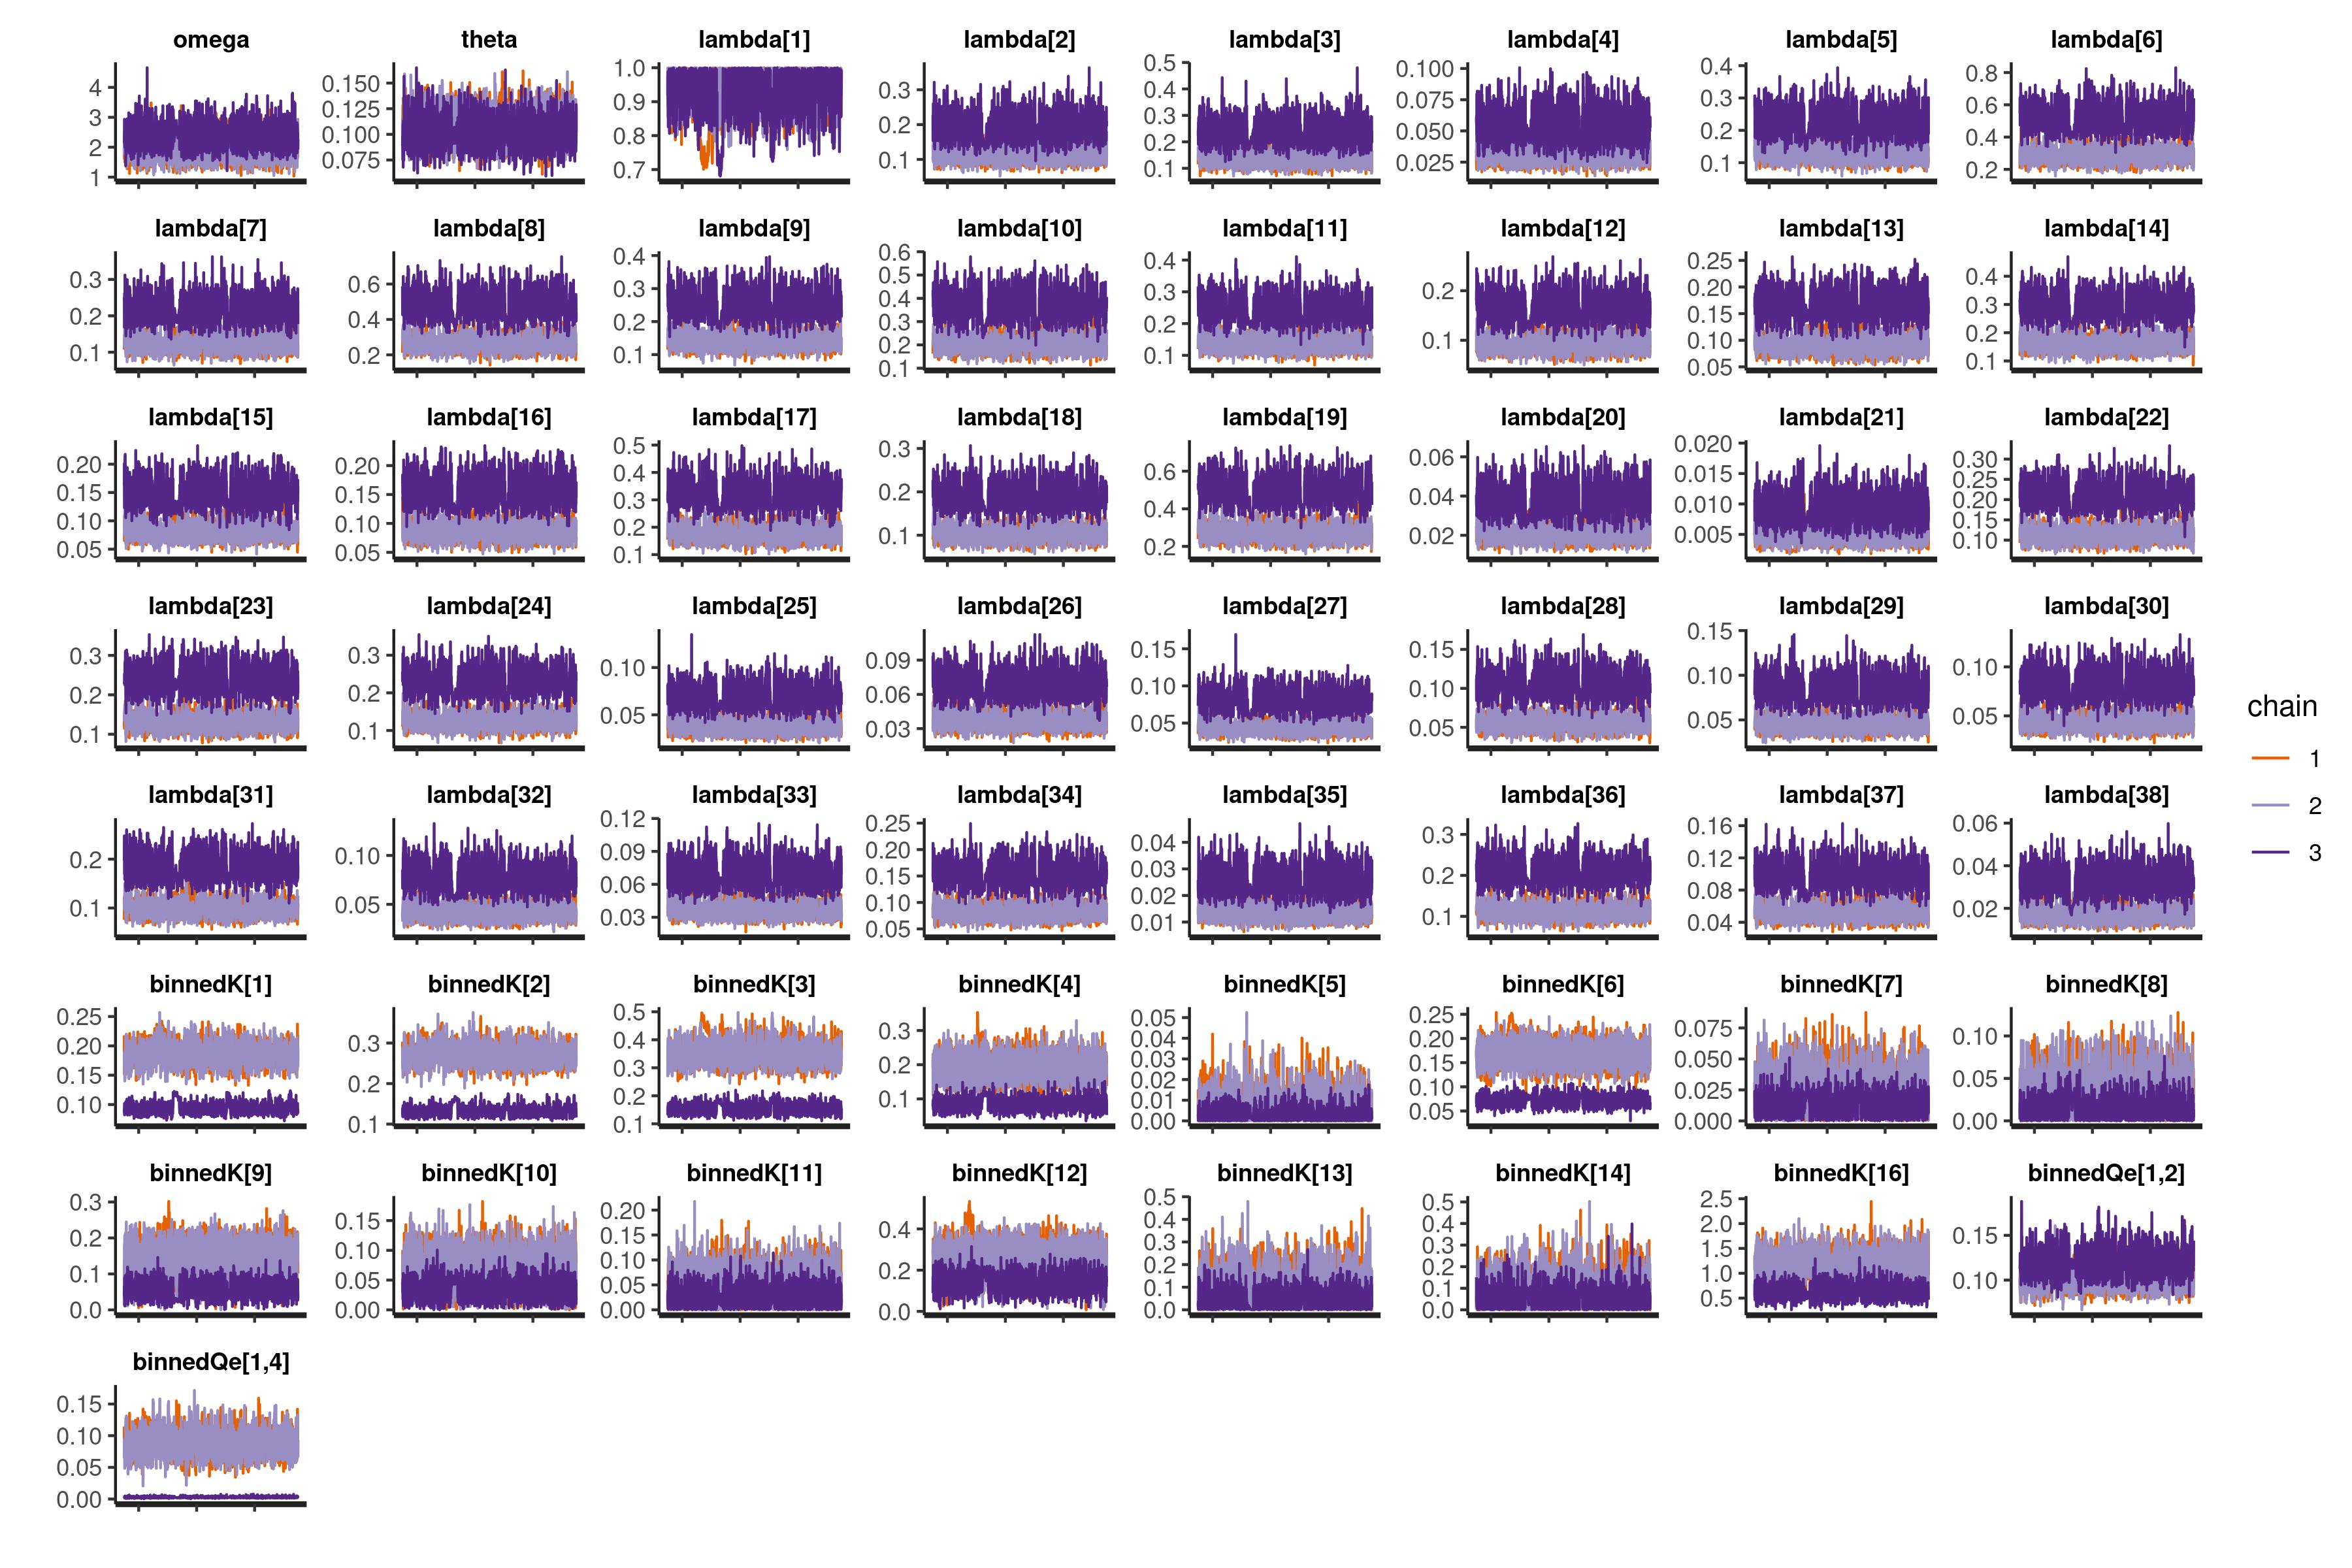 omega theta lambda[1] lambda[2] lambda[3] lambda[4] lambda[5] lambda[6]
4 3 2 1
0.150 0.125 0.100 0.075
1.0 0.9 0.8 0.7
0.3 0.2 0.1
0.5 0.4 0.3 0.2 0.1
0.100 0.075 0.050 0.025
0.4 0.3 0.2 0.1
0.8 0.6 0.4 0.2
lambda[7] lambda[8] lambda[9] lambda[10] lambda[11] lambda[12] lambda[13] lambda[14]
0.3 0.2 0.1
0.6 0.4 0.2
0.4 0.3 0.2 0.1
0.6 0.5 0.4 0.3 0.2 0.1
0.4 0.3 0.2 0.1
0.2 0.1
0.25 0.20 0.15 0.10 0.05
0.4 0.3 0.2 0.1
lambda[15] lambda[16] lambda[17] lambda[18] lambda[19] lambda[20] lambda[21] lambda[22]
0.20 0.15 0.10 0.05
0.20 0.15 0.10 0.05
0.5 0.4 0.3 0.2 0.1
0.3 0.2 0.1
0.6 0.4 0.2
0.06 0.04 0.02
0.020 0.015 0.010 0.005
0.30 0.25 0.20 0.15 0.10
lambda[23] lambda[24] lambda[25] lambda[26] lambda[27] lambda[28] lambda[29] lambda[30]
0.3 0.2 0.1
0.3 0.2 0.1
0.10 0.05
0.09 0.06 0.03
0.15 0.10 0.05
0.15 0.10 0.05
0.15 0.10 0.05
0.10 0.05
chain
1
2
3
lambda[31] lambda[32] lambda[33] lambda[34] lambda[35] lambda[36] lambda[37] lambda[38]
0.2 0.1
0.10 0.05
0.12 0.09 0.06 0.03
0.25 0.20 0.15 0.10 0.05
0.04 0.03 0.02 0.01
0.3 0.2 0.1
0.16 0.12 0.08 0.04
0.06 0.04 0.02
binnedK[1] binnedK[2] binnedK[3] binnedK[4] binnedK[5] binnedK[6] binnedK[7] binnedK[8]
0.25 0.20 0.15 0.10
0.3 0.2 0.1
0.5 0.4 0.3 0.2 0.1
0.3 0.2 0.1
0.05 0.04 0.03 0.02 0.01 0.00
0.25 0.20 0.15 0.10 0.05
0.075 0.050 0.025 0.000
0.10 0.05 0.00
binnedK[9] binnedK[10] binnedK[11] binnedK[12] binnedK[13] binnedK[14] binnedK[16] binnedQe[1,2]
0.3 0.2 0.1 0.0
0.15 0.10 0.05 0.00
0.20 0.15 0.10 0.05 0.00
0.4 0.2 0.0
0.5 0.4 0.3 0.2 0.1 0.0
0.5 0.4 0.3 0.2 0.1 0.0
2.5 2.0 1.5 1.0 0.5
0.15 0.10
binnedQe[1,4]
0.15 0.10 0.05 0.00